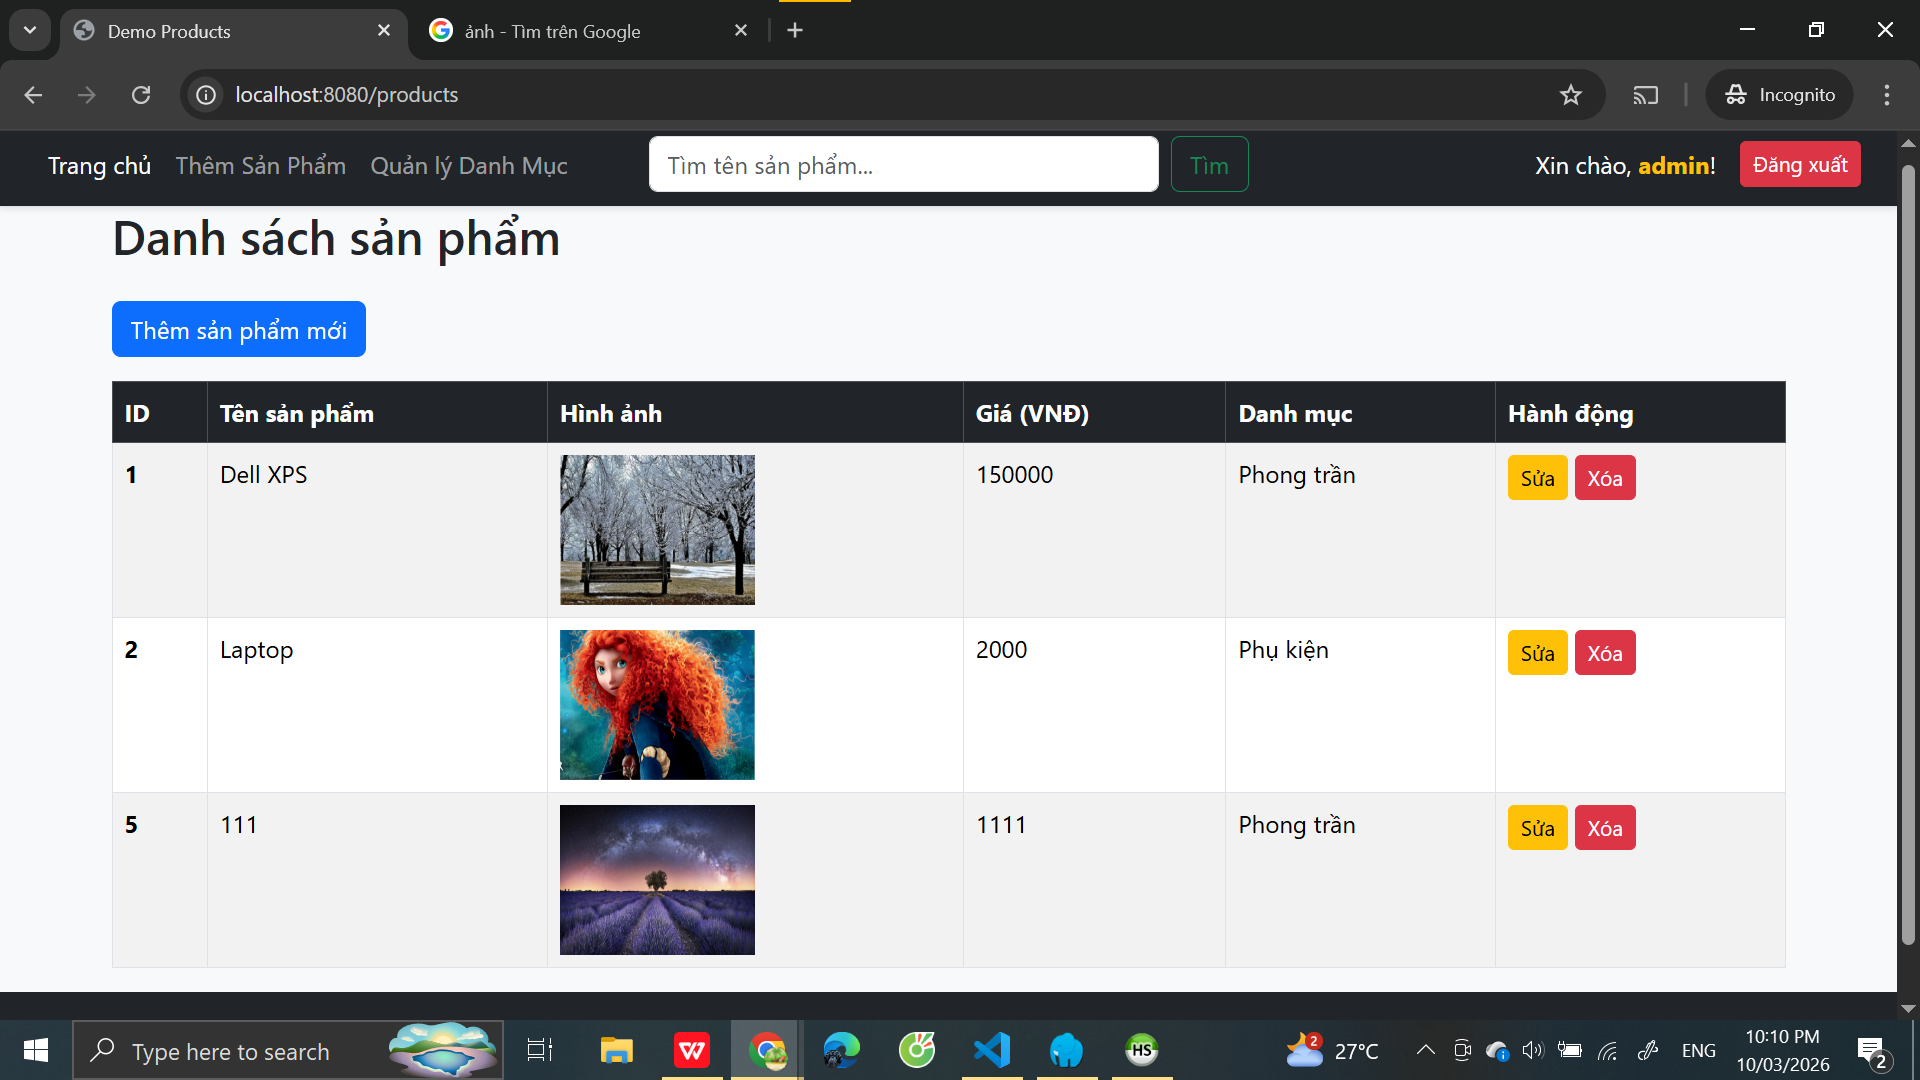 Demo Products
ảnh - Tìm trên Google
localhost:8080/products
Incognito
Trang chủ Thêm Sản Phẩm Quản lý Danh Mục Tìm tên sản phẩm... Tìm Xin chào, admin! Đăng xuất
Danh sách sản phẩm
Thêm sản phẩm mới
ID Tên sản phẩm Hình ảnh Giá (VNĐ) Danh mục Hành động
1 Dell XPS 150000 Phong trần Sửa Xóa
2 Laptop 2000 Phụ kiện Sửa Xóa
5 111 1111 Phong trần Sửa Xóa
Type here to search
W
HS
2
27°C
ENG
10:10 PM
10/03/2026
2